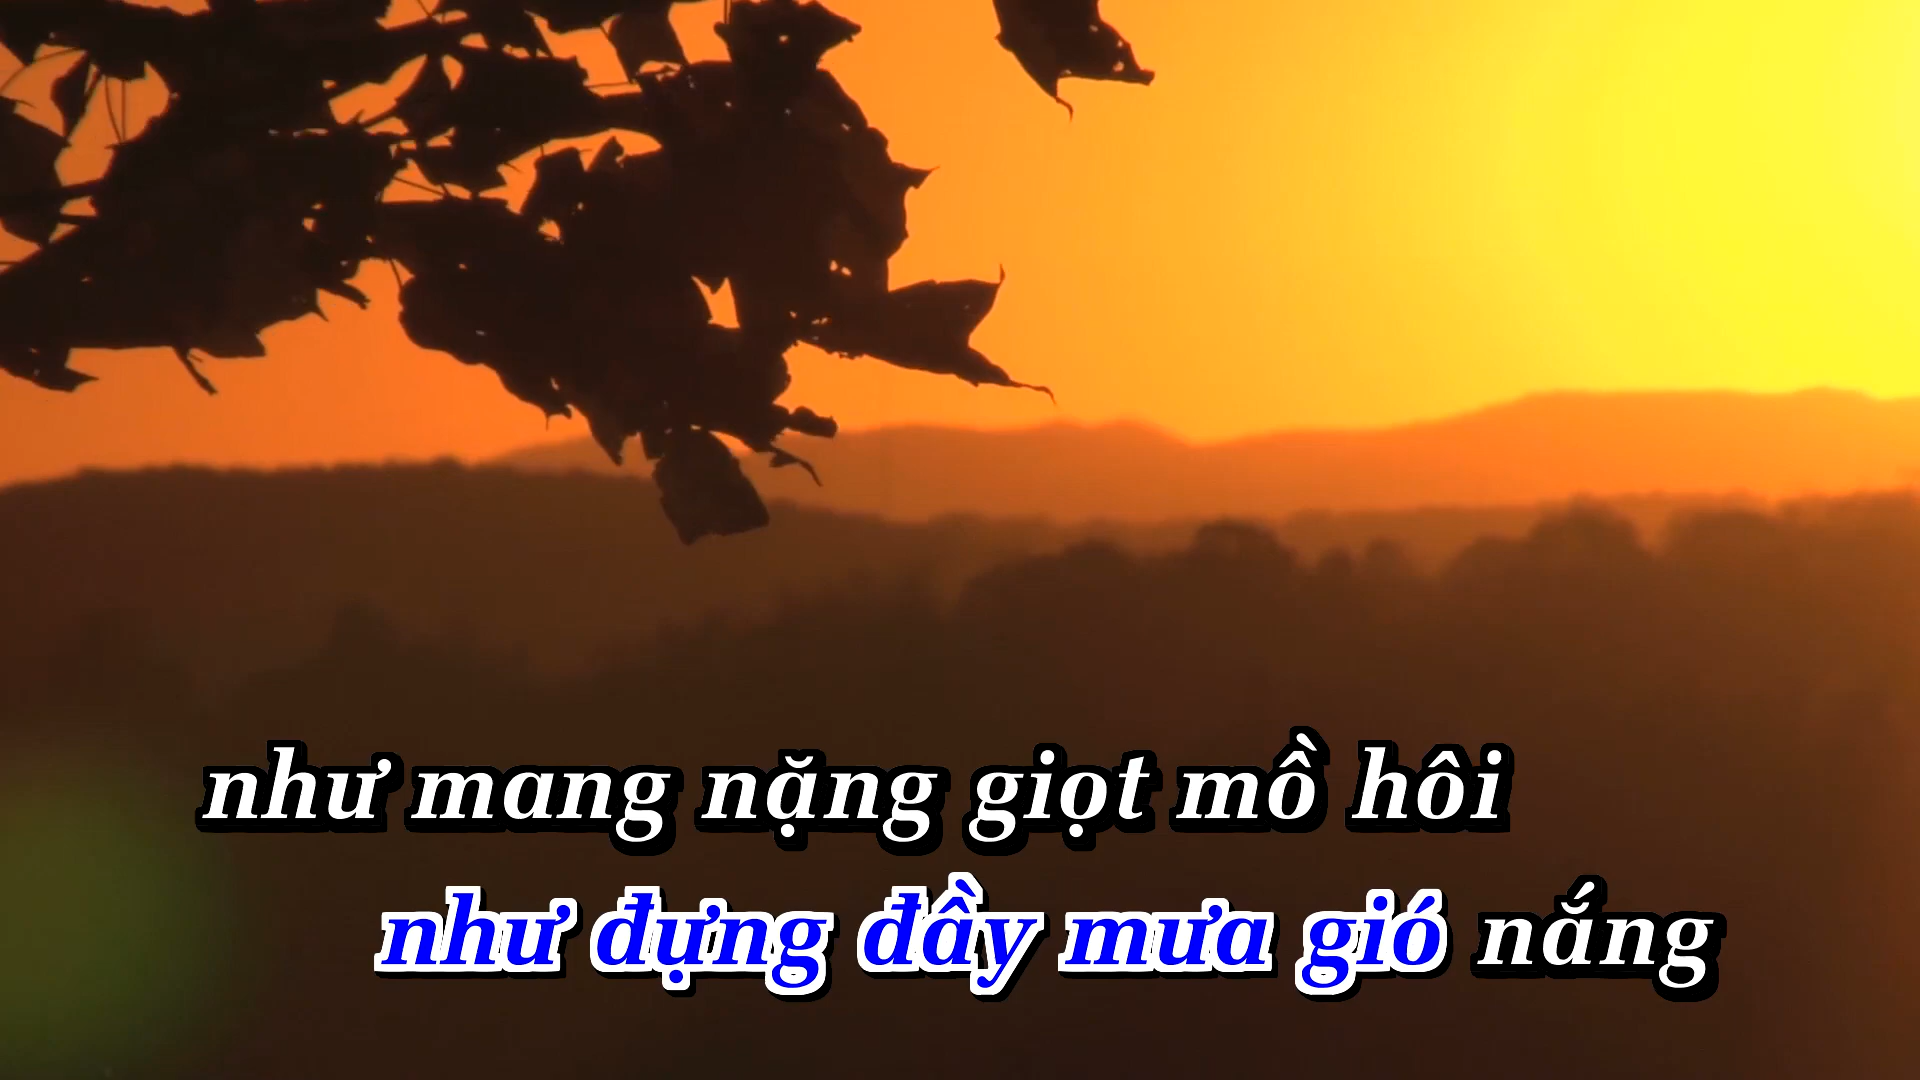 như mang nặng giọt mồ hôi
như đựng đầy mưa gió nắng